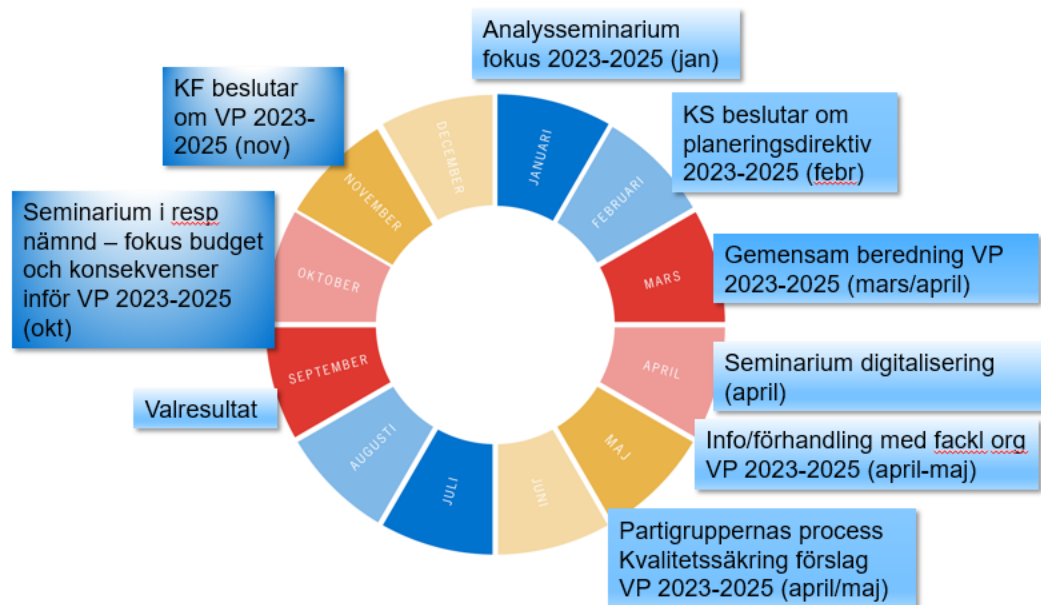 Analysseminarium
fokus 2023-2025 (jan)
KF beslutar
om VP 2023-
2025 (nov)
KS beslutar om
planeringsdirektiv
2023-2025 (febr)
Seminarium i resp
nämnd – fokus budget
och konsekvenser
inför VP 2023-2025
(okt)
Gemensam beredning VP
2023-2025 (mars/april)
Seminarium digitalisering
(april)
Valresultat
Info/förhandling med fackl org
VP 2023-2025 (april-maj)
Partigruppernas process
Kvalitetssäkring förslag
VP 2023-2025 (april/maj)
JANUARI
FEBRUARI
MARS
APRIL
MAJ
JUNI
JULI
AUGUSTI
SEPTEMBER
OKTOBER
NOVEMBER
DECEMBER